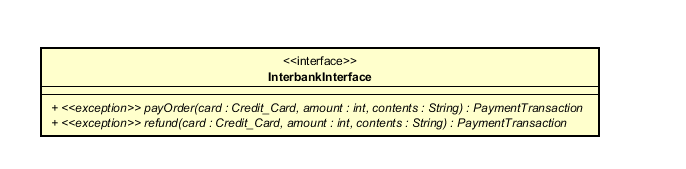 <<interface>>
InterbankInterface
+ <<exception>> payOrder(card : Credit_Card, amount : int, contents : String) : PaymentTransaction
+ <<exception>> refund(card : Credit_Card, amount : int, contents : String) : PaymentTransaction